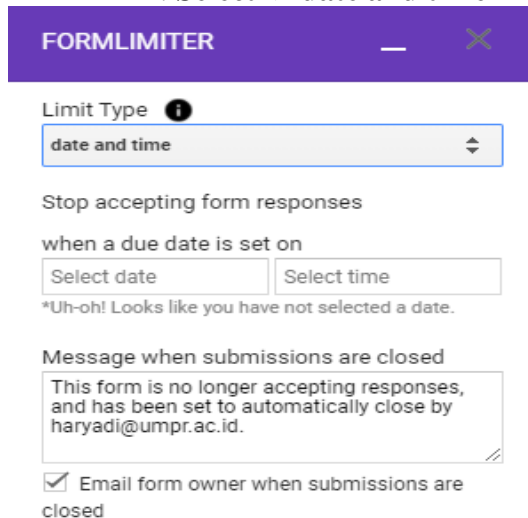 FORMLIMITER
Limit Type
date and time
Stop accepting form responses
when a due date is set on
Select date Select time
*Uh-oh! Looks like you have not selected a date.
Message when submissions are closed
This form is no longer accepting responses,
and has been set to automatically close by
haryadi@umpr.ac.id.
Email form owner when submissions are
closed